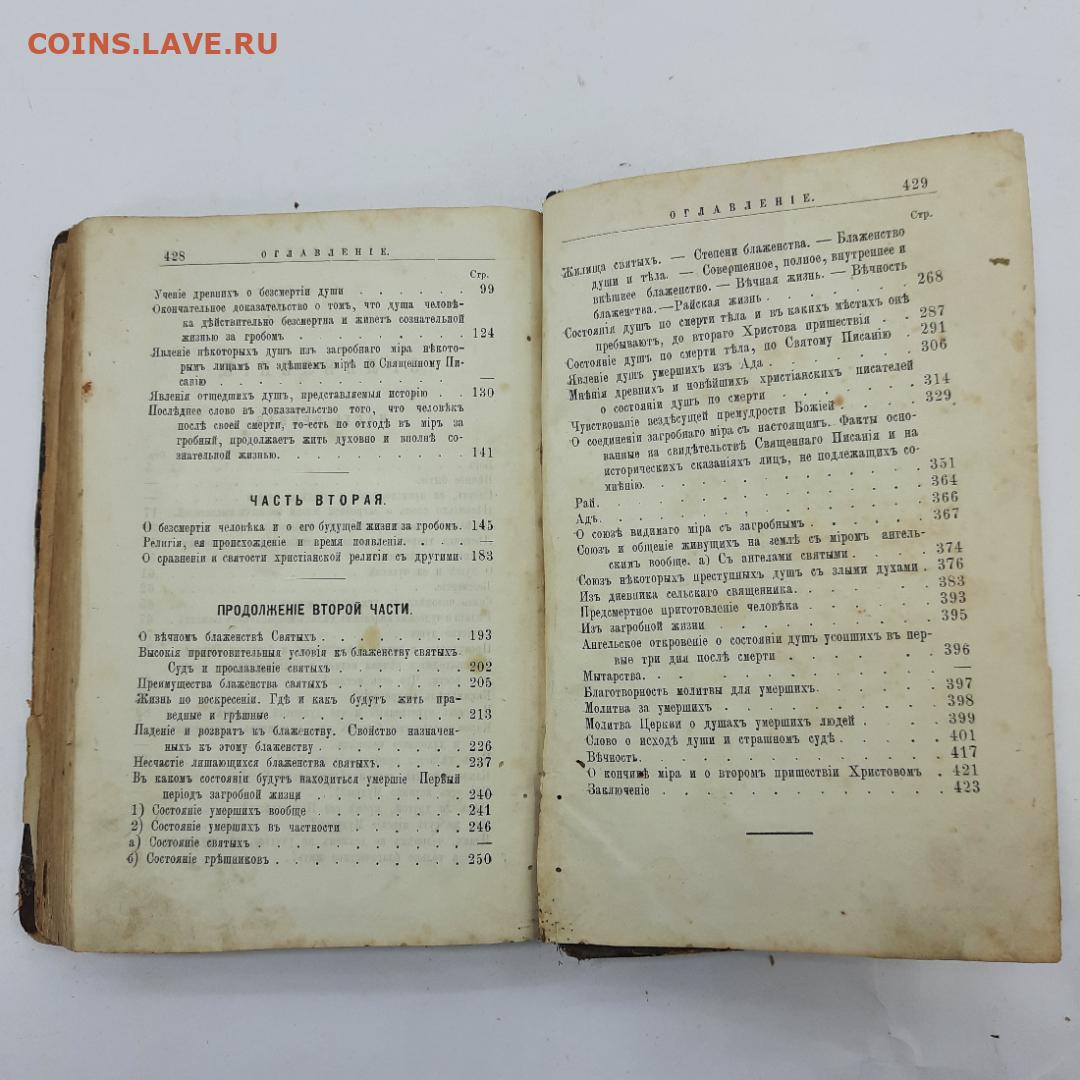 COINS.LAVE.RU
428 ОГЛАВЛЕНІЕ.
Стр.
Ученіе древнихъ о безсмертіи души . . . . . . 99
Окончательное доказательство о томъ, что душа человѣ-
ка дѣйствительно безсмертна и живетъ сознательной
жизнью за гробомъ . . . . . . . . . 124
Явленіе нѣкоторыхъ душъ изъ загробнаго міра нѣкото-
рымъ лицамъ въ здѣшнемъ мірѣ по Священному Пи-
санію . . . . . . . . . . . . —
Явленія отшедшихъ душъ, представляемыя исторію . . 130
Послѣднее слово въ доказательство того, что человѣкъ
послѣ своей смерти, то-есть по отходѣ въ міръ за
гробный, продолжаетъ жить духовно и вполнѣ со-
знательной жизнью. . . . . . . . . . 141
ЧАСТЬ ВТОРАЯ.
О безсмертіи человѣка и о его будущей жизни за гробомъ. 145
Религія, ея происхожденіе и время появленія. . . . —
О сравненіи и святости христіанской религіи съ другими 183
ПРОДОЛЖЕНІЕ ВТОРОЙ ЧАСТИ.
О вѣчномъ блаженствѣ Святыхъ . . . . . . . 193
Высокія приготовительныя условія къ блаженству святыхъ.
Судъ и прославленіе святыхъ . . . . . . 202
Преимущества блаженства святыхъ . . . . . . 205
Жизнь по воскресеніи. Гдѣ и какъ будутъ жить пра-
ведные и грѣшные . . . . . . . . . 213
Паденіе и возвратъ къ блаженству. Свойство назначен-
ныхъ къ этому блаженству . . . . . . . 226
Несчастіе лишающихся блаженства святыхъ. . . . . 237
Въ какомъ состояніи будутъ находиться умершіе Первый
періодъ загробной жизни . . . . . . . . 240
1) Состояніе умершихъ вообще . . . . . . . 241
2) Состояніе умершихъ въ частности . . . . . . 246
а) Состояніе святыхъ . . . . . . . . . —
б) Состояніе грѣшниковъ . . . . . . . . . 250
ОГЛАВЛЕНІЕ. 429
Стр.
Жилища святыхъ. — Степени блаженства. — Блаженство
души и тѣла. — Совершенное, полное, внутреннее и
внѣшнее блаженство. — Вѣчная жизнь. — Вѣчность
блаженства. —Райская жизнь . . . . . . . 268
Состоянія душъ по смерти тѣла и въ какихъ мѣстахъ онѣ
пребываютъ, до втораго Христова пришествія . . 287
Состояніе душъ по смерти тѣла, по Святому Писанію . 291
Явленіе душъ умершихъ изъ Ада . . . . . . . 306
Мнѣнія древнихъ и новѣйшихъ христіанскихъ писателей
о состояніи душъ по смерти . . . . . . . 314
Чувствованіе вездѣсущей премудрости Божіей . . . . 329
О соединеніи загробнаго міра съ настоящимъ. Факты осно-
ванные на свидѣтельствѣ Священнаго Писанія и на
историческихъ сказаніяхъ лицъ, не подлежащихъ со-
мнѣнію. . . . . . . . . . . . 351
Рай. . . . . . . . . . . . . . 364
Адъ. . . . . . . . . . . . . . 366
О союзѣ видимаго міра съ загробнымъ . . . . . . 367
Союз и общеніе живущихъ на землѣ съ міромъ ангель-
скимъ вообще. а) Съ ангелами святыми . . . . 374
Союзъ нѣкоторыхъ преступныхъ душъ съ злыми духами . 376
Изъ дневника сельскаго священника. . . . . . . 383
Предсмертное приготовленіе человѣка . . . . . . 393
Изъ загробной жизни . . . . . . . . . 395
Ангельское откровеніе о состояніи душъ усопшихъ въ пер-
вые три дня послѣ смерти . . . . . . . 396
Мытарства. . . . . . . . . . . . —
Благотворность молитвы для умершихъ. . . . . . 397
Молитва за умершихъ . . . . . . . . . 398
Молитва Церкви о душахъ умершихъ людей . . . . 399
Слово о исходѣ души и страшномъ судѣ . . . . . 401
Вѣчность. . . . . . . . . . . . . 417
О кончинѣ міра и о второмъ пришествіи Христовомъ . 421
Заключеніе . . . . . . . . . . . . 423